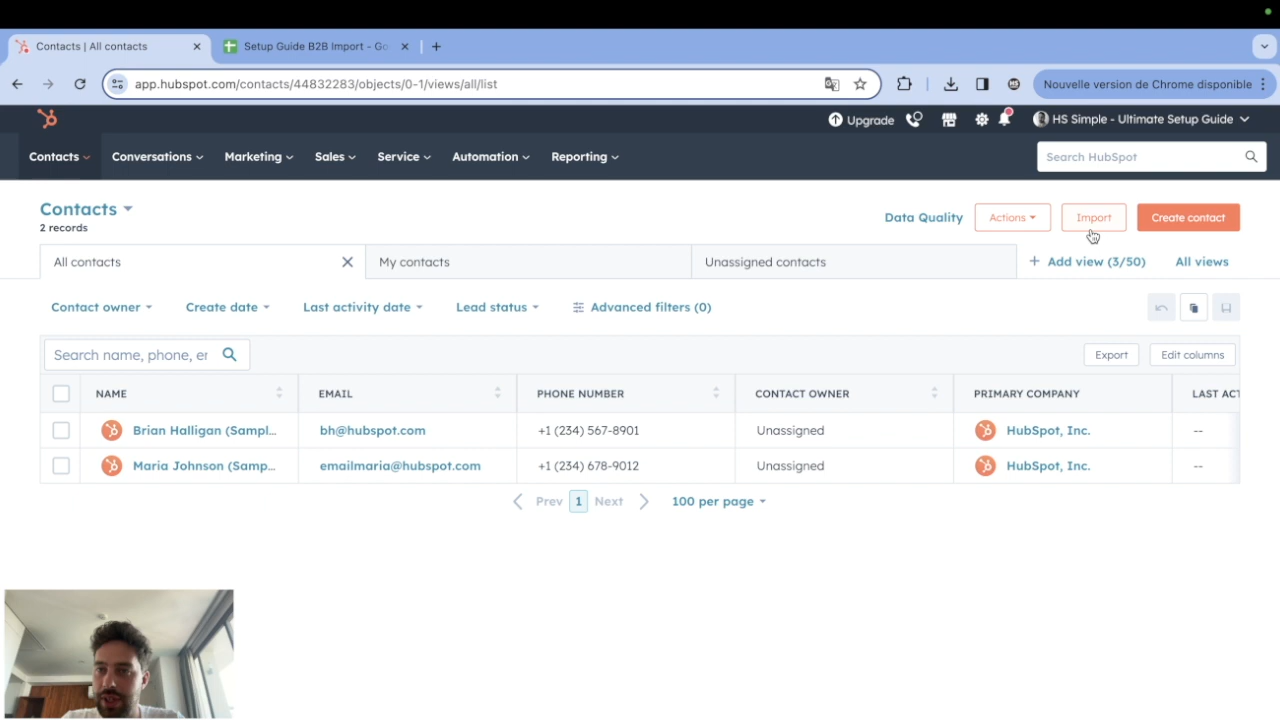 Contacts | All contacts
Setup Guide B2B Import - Go
app.hubspot.com/contacts/44832283/objects/0-1/views/all/list
Nouvelle version de Chrome disponible
Upgrade
HS Simple - Ultimate Setup Guide
Contacts
Conversations
Marketing
Sales
Service
Automation
Reporting
Search HubSpot
Contacts
2 records
Data Quality
Actions
Import
Create contact
All contacts
My contacts
Unassigned contacts
+ Add view (3/50)
All views
Contact owner
Create date
Last activity date
Lead status
Advanced filters (0)
Search name, phone, er
Export
Edit columns
NAME EMAIL PHONE NUMBER CONTACT OWNER PRIMARY COMPANY LAST ACT
Brian Halligan (Sampl... bh@hubspot.com +1 (234) 567-8901 Unassigned HubSpot, Inc. --
Maria Johnson (Samp... emailmaria@hubspot.com +1 (234) 678-9012 Unassigned HubSpot, Inc. --
Prev 1 Next 100 per page